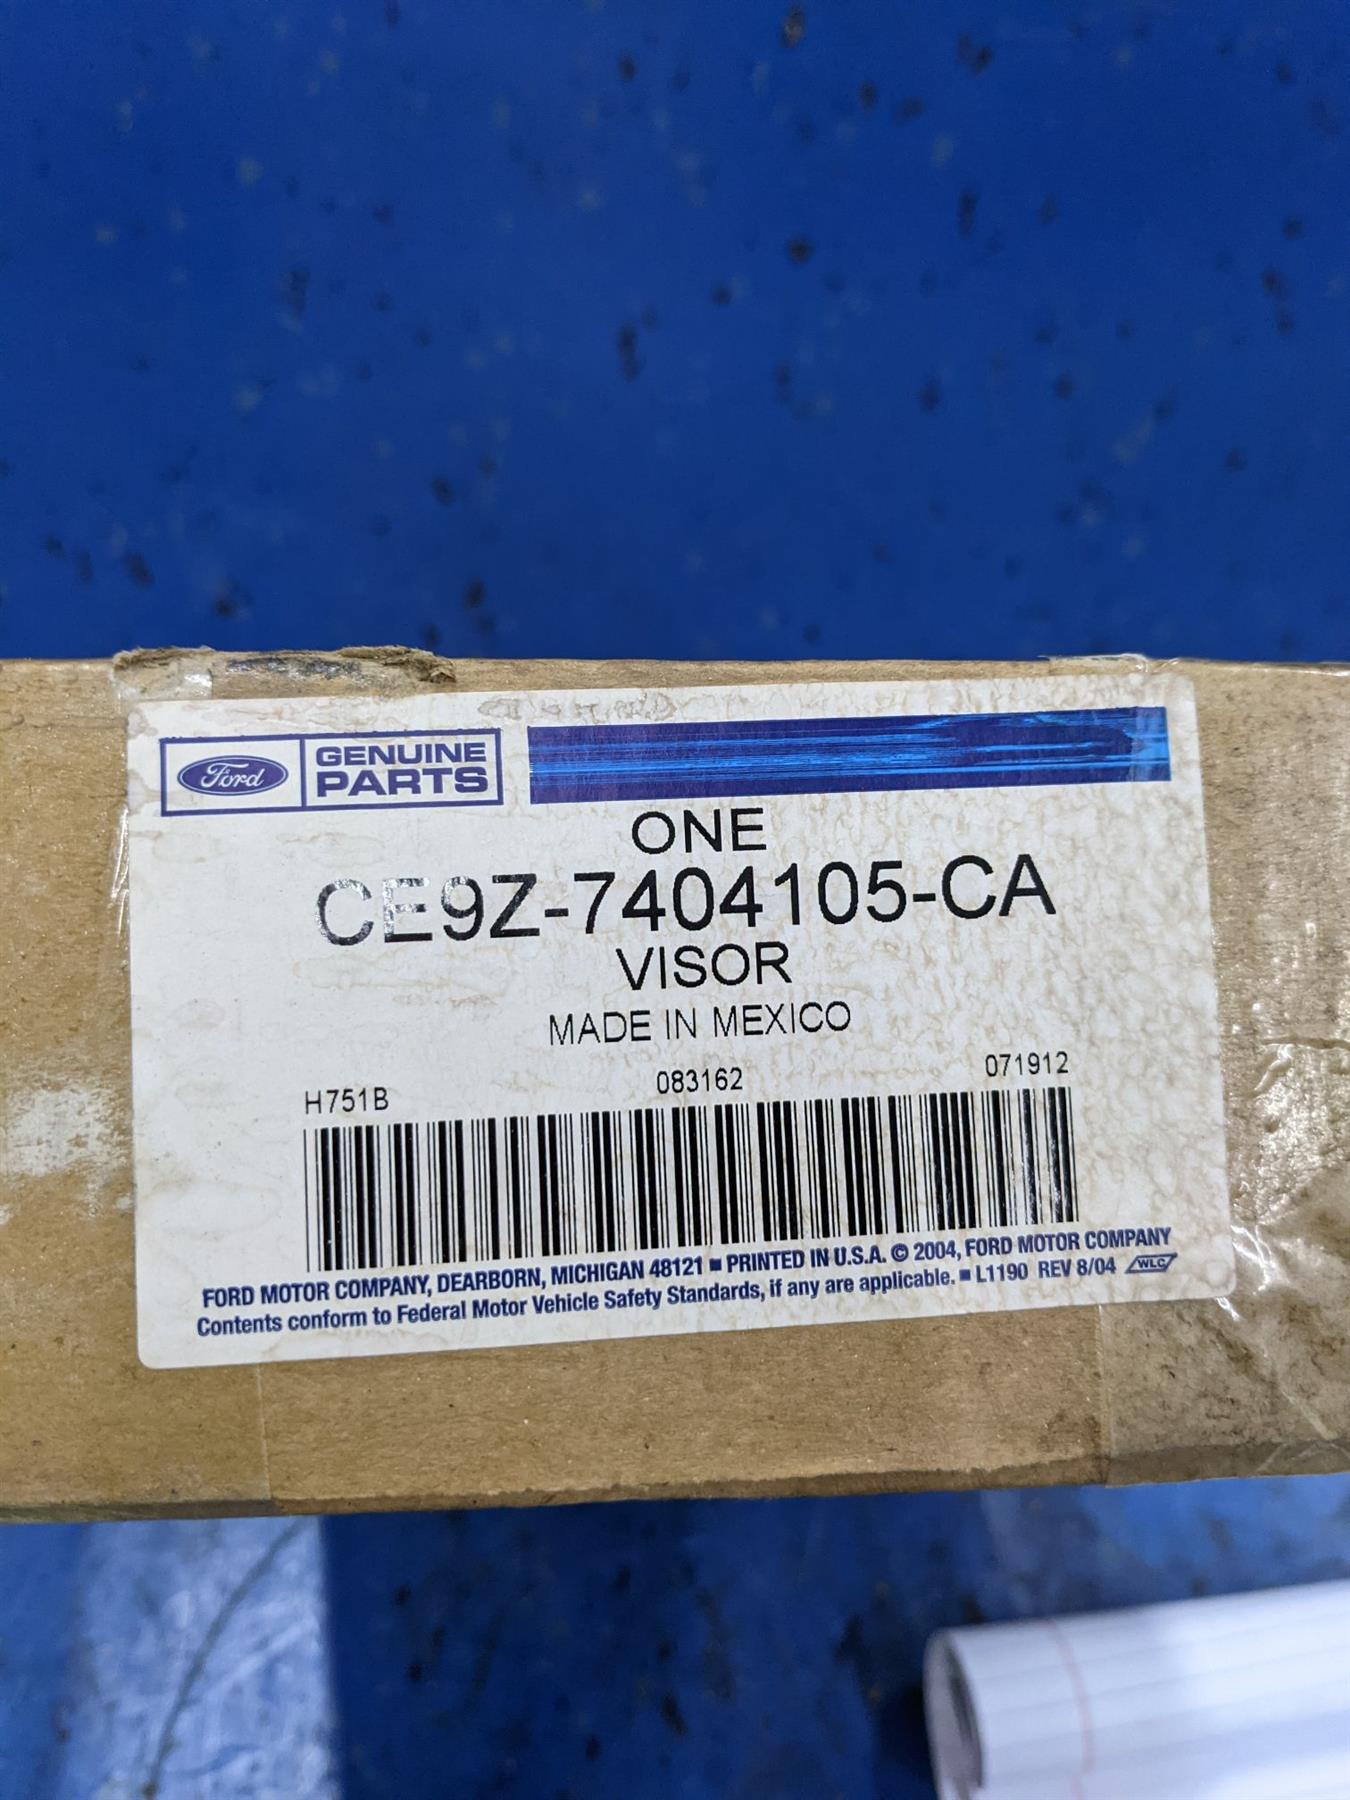 Ford
GENUINE
PARTS
ONE
CE9Z-7404105-CA
VISOR
MADE IN MEXICO
H751B 083162 071912
FORD MOTOR COMPANY, DEARBORN, MICHIGAN 48121 ■ PRINTED IN U.S.A. © 2004, FORD MOTOR COMPANY
Contents conform to Federal Motor Vehicle Safety Standards, if any are applicable. ■ L1190 REV 8/04 WLC